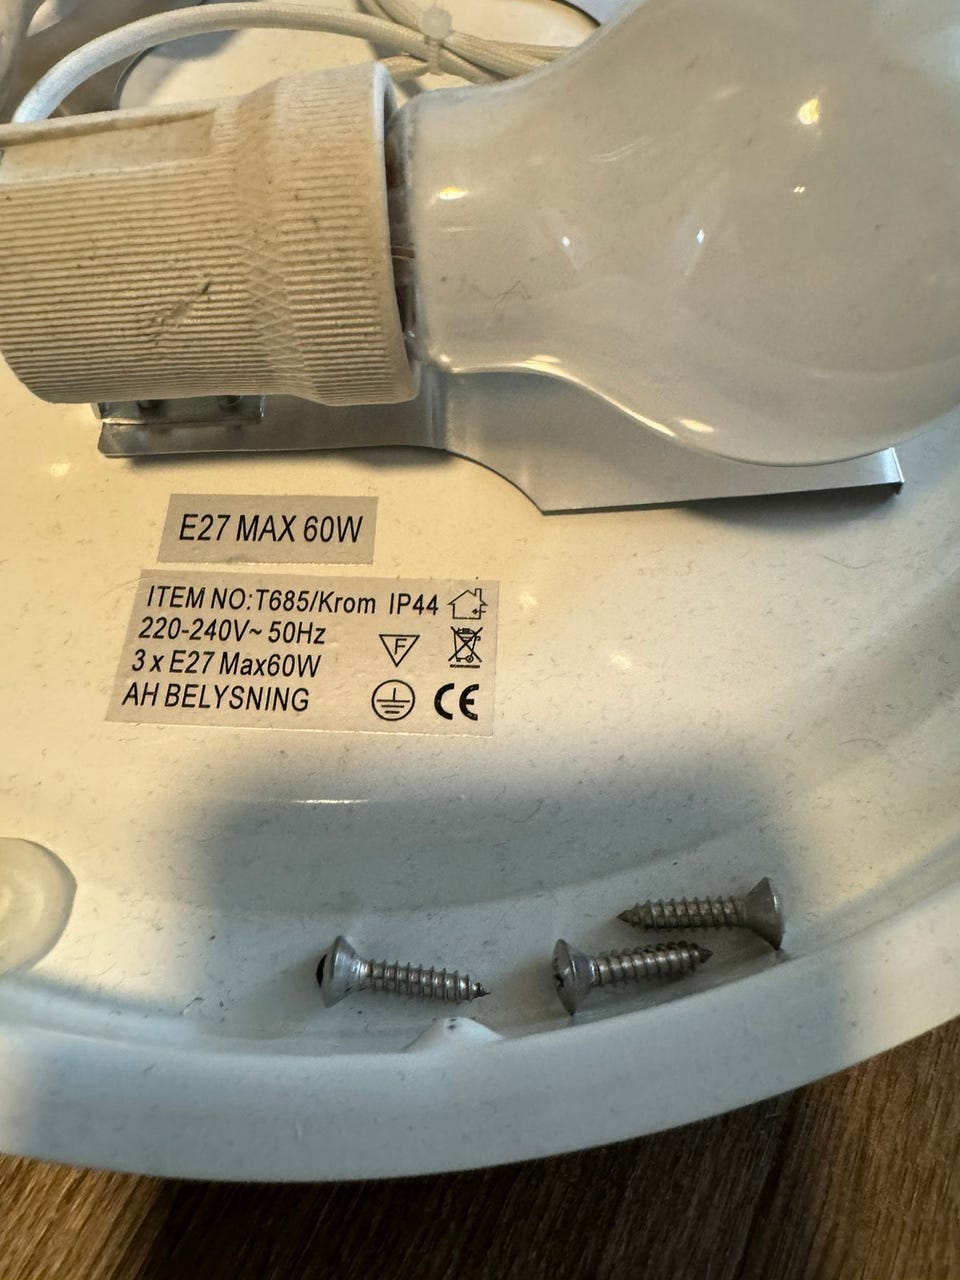 E27 MAX 60W
ITEM NO:T685/Krom IP44
220-240V~ 50Hz
F
3 x E27 Max60W
AH BELYSNING
CE